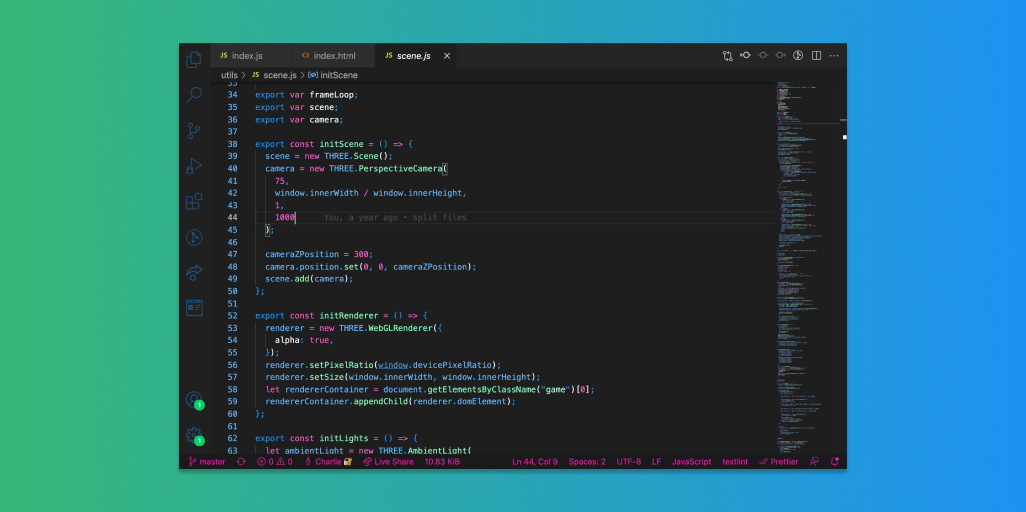 JS index.js <> index.html JS scene.js ×
utils > JS scene.js > initScene
33
34 export var frameLoop;
35 export var scene;
36 export var camera;
37
38 export const initScene = () => {
39 scene = new THREE.Scene();
40 camera = new THREE.PerspectiveCamera(
41 75,
42 window.innerWidth / window.innerHeight,
43 1,
44 1000 You, a year ago • split files
45 );
46
47 cameraZPosition = 300;
48 camera.position.set(0, 0, cameraZPosition);
49 scene.add(camera);
50 };
51
52 export const initRenderer = () => {
53 renderer = new THREE.WebGLRenderer({
54 alpha: true,
55 });
56 renderer.setPixelRatio(window.devicePixelRatio);
57 renderer.setSize(window.innerWidth, window.innerHeight);
58 let rendererContainer = document.getElementsByClassName("game")[0];
59 rendererContainer.appendChild(renderer.domElement);
60 };
61
62 export const initLights = () => {
63 let ambientLight = new THREE.AmbientLight(
1
1
master 0 0 Charlie 🔐 Live Share 10.83 KiB Ln 44, Col 9 Spaces: 2 UTF-8 LF JavaScript textlint Prettier